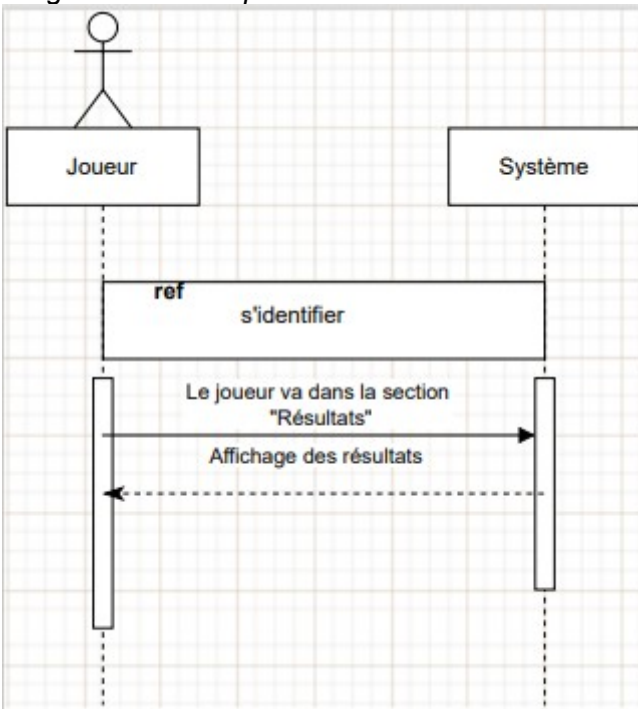 Joueur
Système
ref
s'identifier
Le joueur va dans la section
"Résultats"
Affichage des résultats